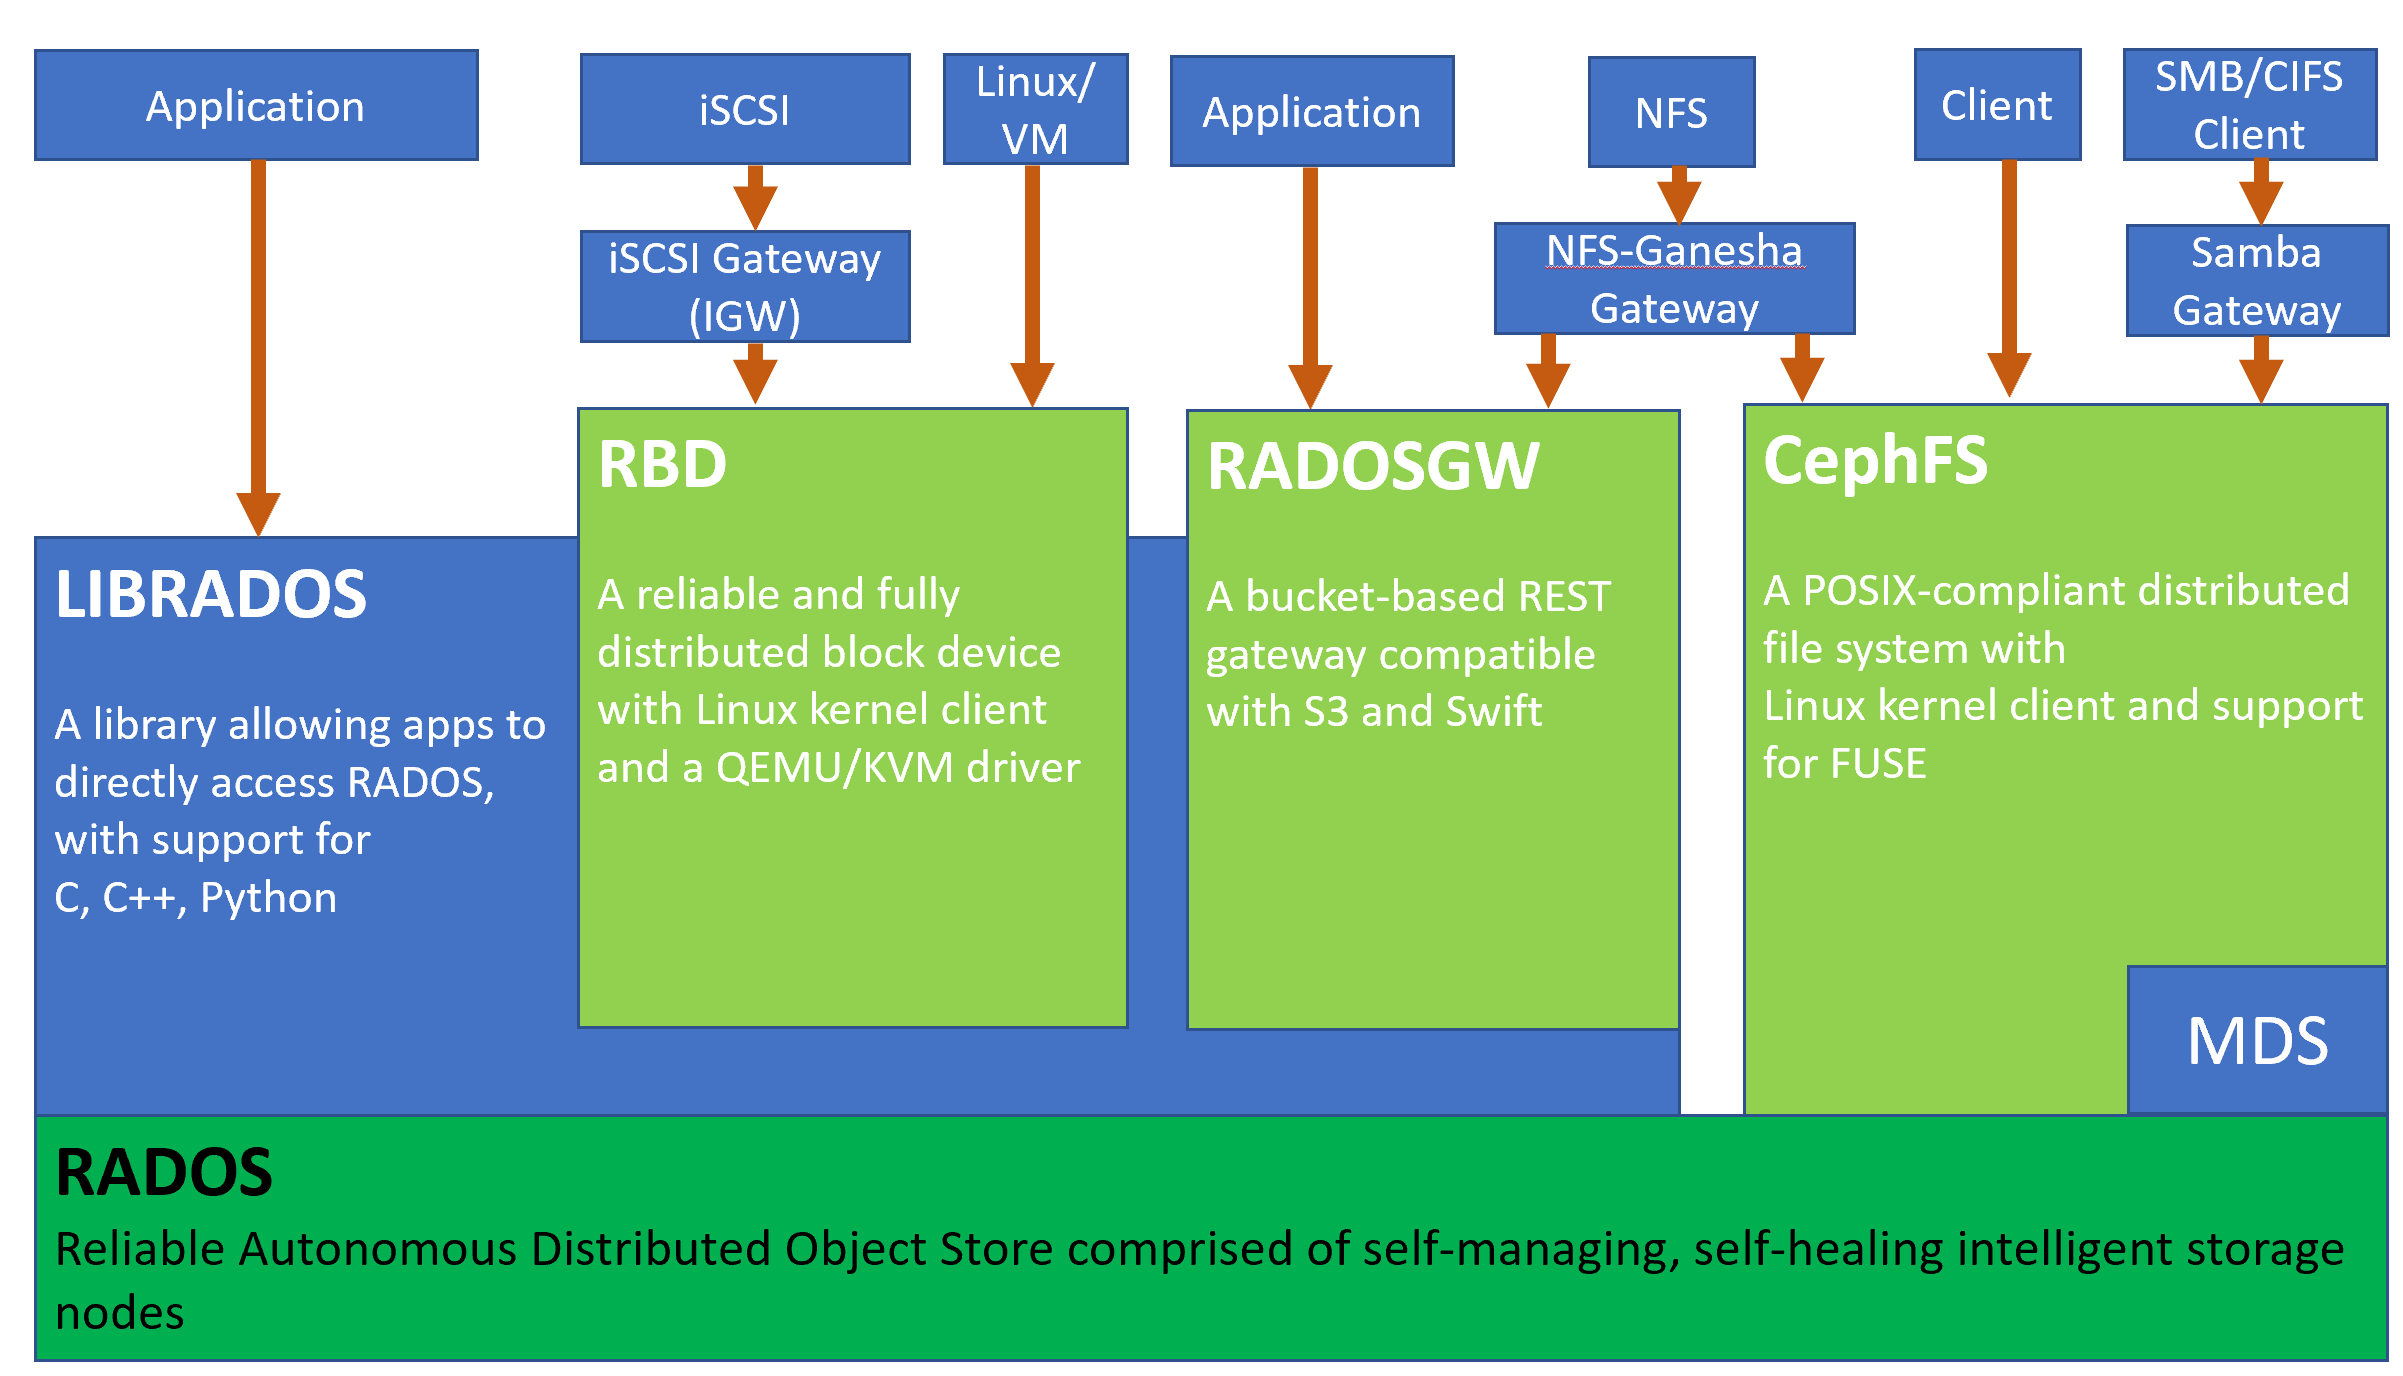 Application
iSCSI
Linux/
VM
Application
NFS
Client
SMB/CIFS
Client
iSCSI Gateway
(IGW)
NFS-Ganesha
Gateway
Samba
Gateway
LIBRADOS
A library allowing apps to
directly access RADOS,
with support for
C, C++, Python
RBD
A reliable and fully
distributed block device
with Linux kernel client
and a QEMU/KVM driver
RADOSGW
A bucket-based REST
gateway compatible
with S3 and Swift
CephFS
A POSIX-compliant distributed
file system with
Linux kernel client and support
for FUSE
MDS
RADOS
Reliable Autonomous Distributed Object Store comprised of self-managing, self-healing intelligent storage
nodes